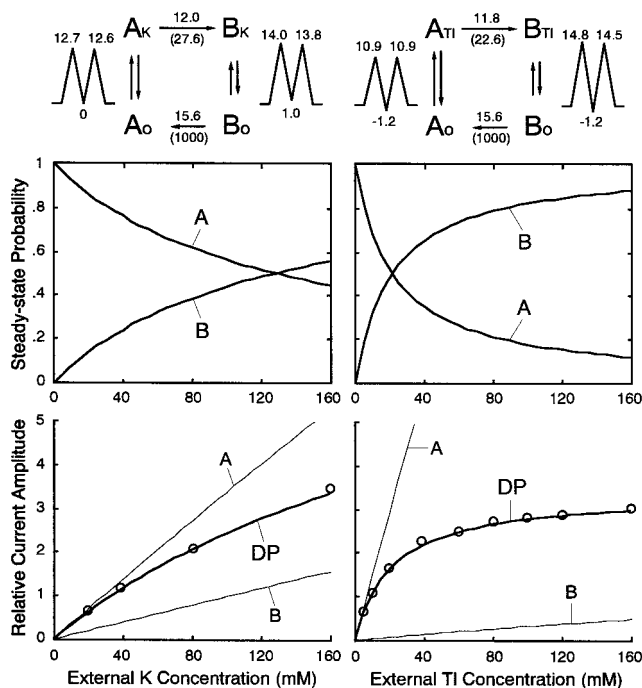 12.7 12.6 A_K 12.0 (27.6) B_K 14.0 13.8
0 A_O 15.6 (1000) B_O 1.0
10.9 10.9 A_Tl 11.8 (22.6) B_Tl 14.8 14.5
-1.2 A_O 15.6 (1000) B_O -1.2
Steady-state Probability
1
.8
.6
.4
.2
0
A
B
0 40 80 120 160
B
A
0 40 80 120 160
Relative Current Amplitude
5
4
3
2
1
0
A
DP
B
0 40 80 120 160
External K Concentration (mM)
A
DP
B
0 40 80 120 160
External Tl Concentration (mM)